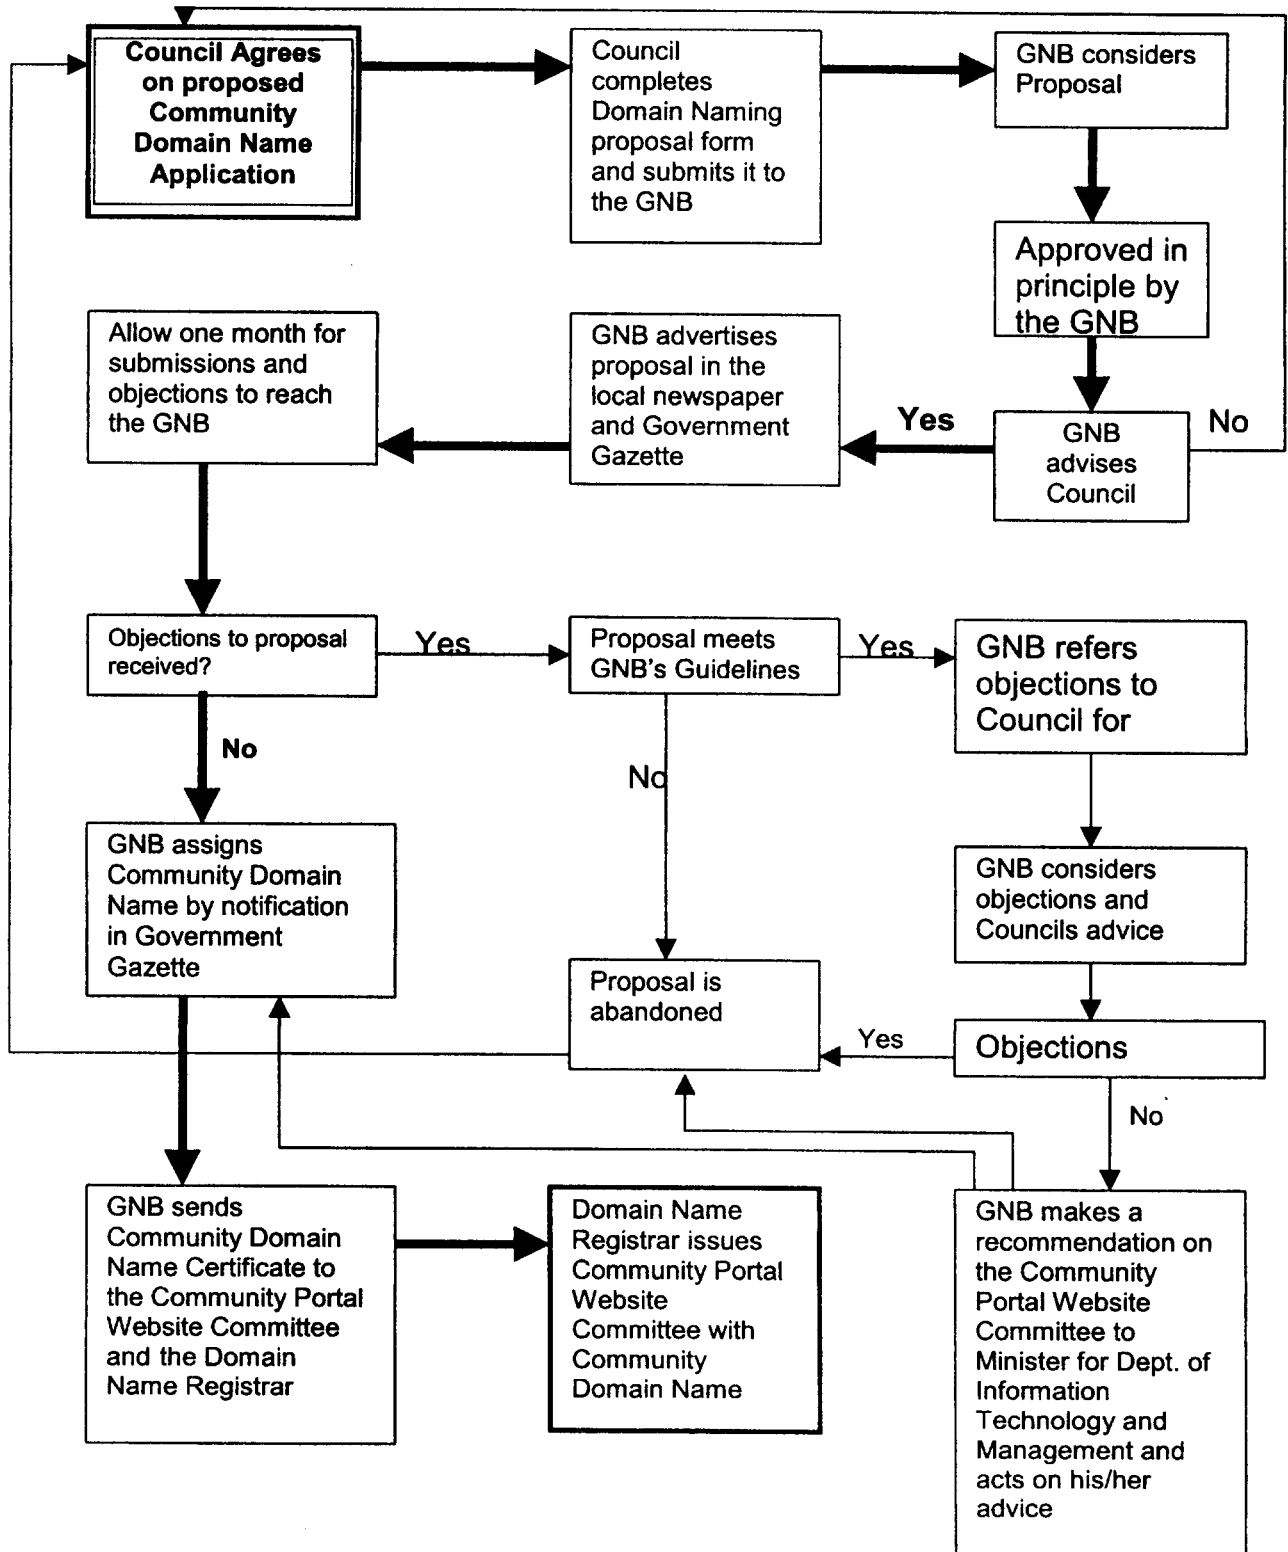 Council Agrees
on proposed
Community
Domain Name
Application
Council
completes
Domain Naming
proposal form
and submits it to
the GNB
GNB considers
Proposal
Approved in
principle by
the GNB
GNB
advises
Council
No
Yes
GNB advertises
proposal in the
local newspaper
and Government
Gazette
Allow one month for
submissions and
objections to reach
the GNB
Objections to proposal
received?
Yes
Proposal meets
GNB's Guidelines
Yes
GNB refers
objections to
Council for
No
No
GNB assigns
Community Domain
Name by notification
in Government
Gazette
GNB considers
objections and
Councils advice
Proposal is
abandoned
Yes
Objections
No
GNB sends
Community Domain
Name Certificate to
the Community Portal
Website Committee
and the Domain
Name Registrar
Domain Name
Registrar issues
Community Portal
Website
Committee with
Community
Domain Name
GNB makes a
recommendation on
the Community
Portal Website
Committee to
Minister for Dept. of
Information
Technology and
Management and
acts on his/her
advice